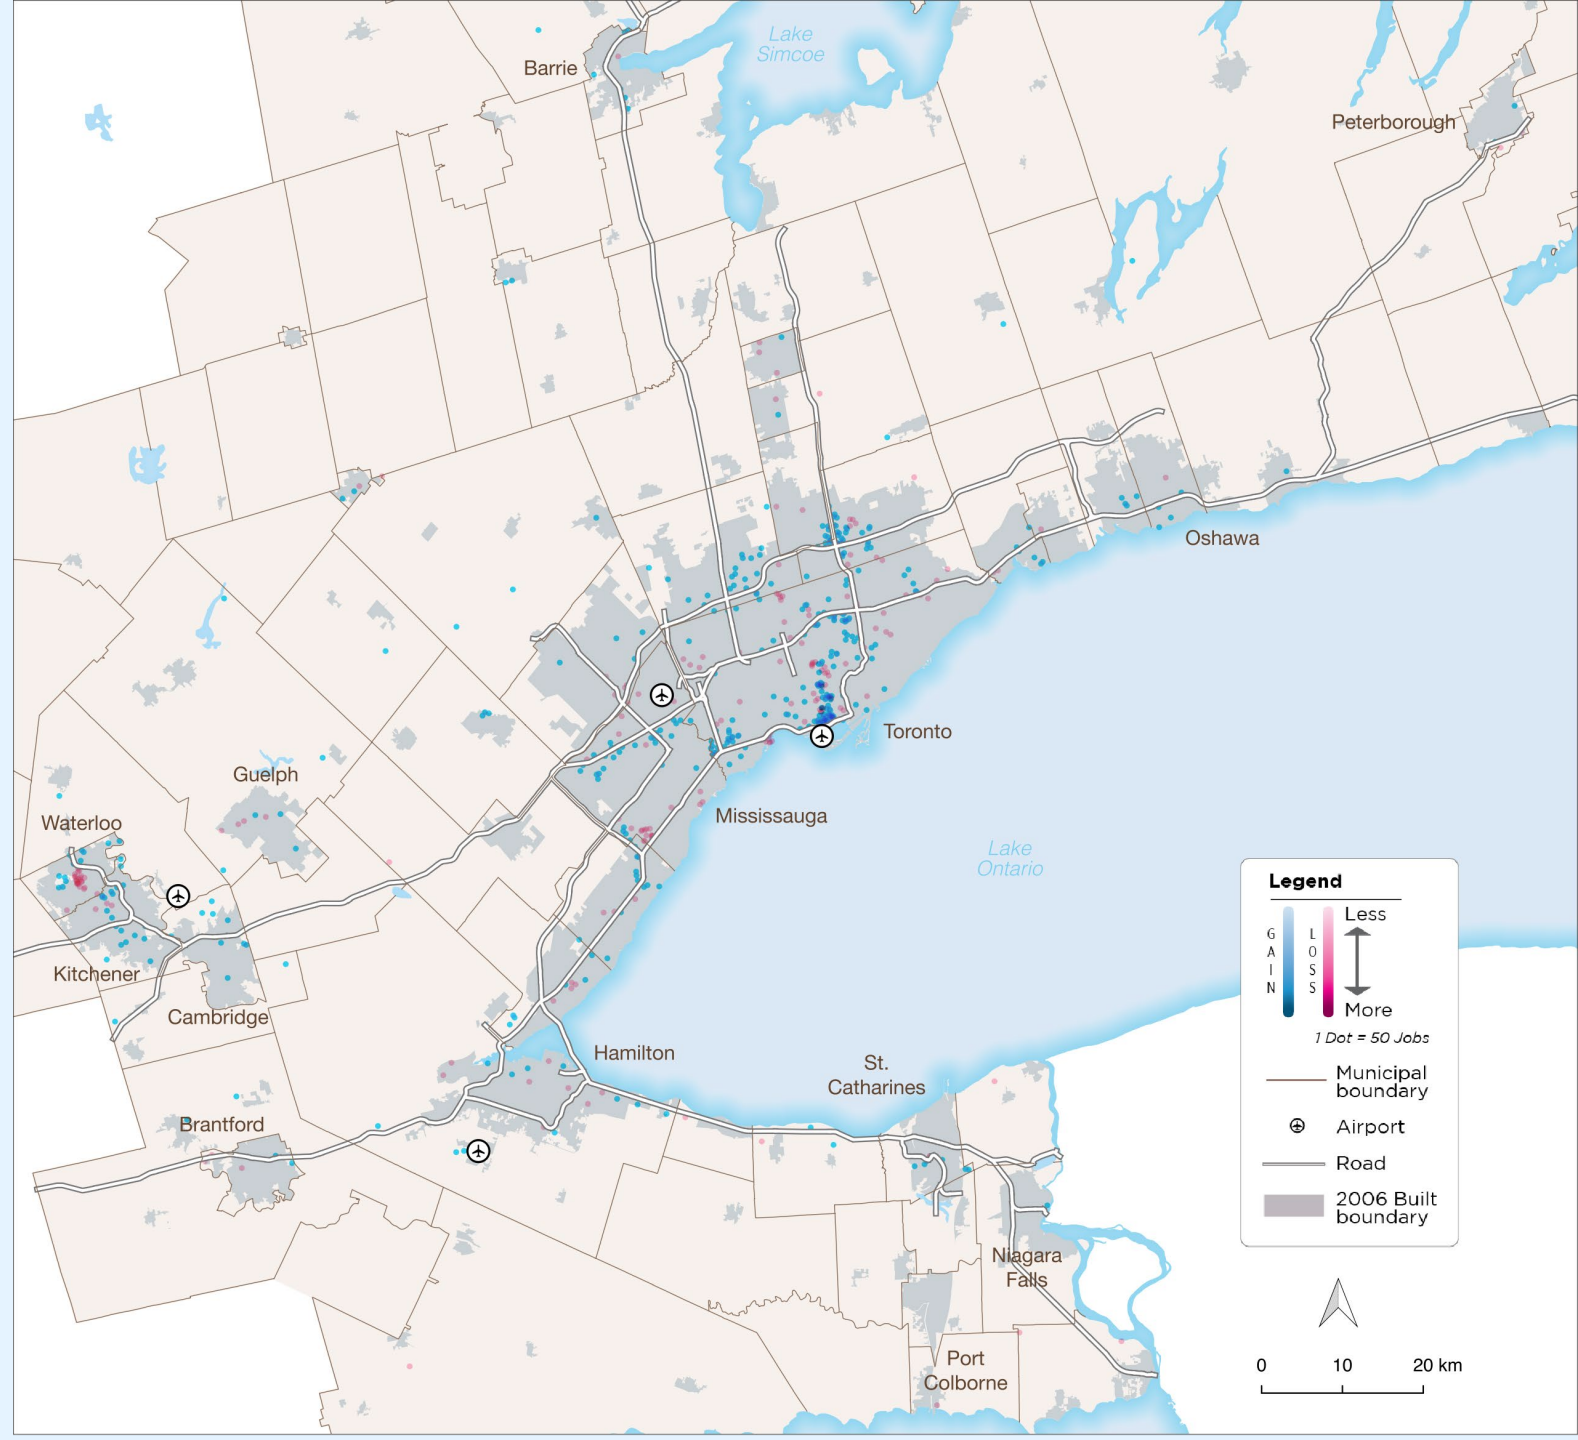 Lake
Simcoe
Barrie
Peterborough
Oshawa
Toronto
Guelph
Waterloo
Mississauga
Lake
Ontario
Kitchener
Cambridge
Hamilton
St.
Catharines
Brantford
Niagara
Falls
Port
Colborne
Legend
GAIN
LOSS
Less
More
1 Dot = 50 Jobs
Municipal
boundary
Airport
Road
2006 Built
boundary
0 10 20 km